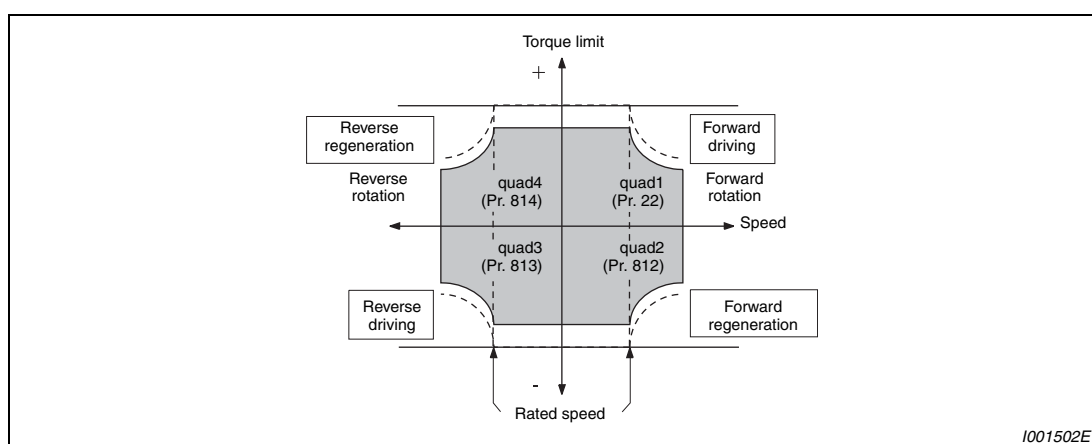 Torque limit
+
Reverse
regeneration
Forward
driving
Reverse
rotation
quad4
(Pr. 814)
quad1
(Pr. 22)
Forward
rotation
Speed
quad3
(Pr. 813)
quad2
(Pr. 812)
Reverse
driving
Forward
regeneration
-
Rated speed
I001502E